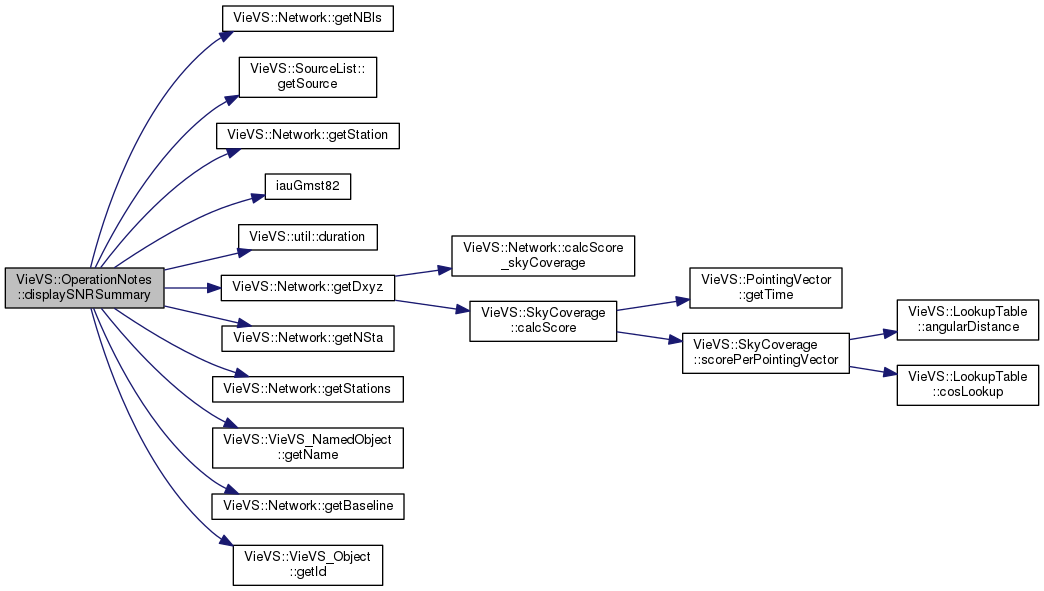 VieVS::OperationNotes
::displaySNRSummary
VieVS::Network::getNBls
VieVS::SourceList::
getSource
VieVS::Network::getStation
iauGmst82
VieVS::util::duration
VieVS::Network::getDxyz
VieVS::Network::getNSta
VieVS::Network::getStations
VieVS::VieVS_NamedObject
::getName
VieVS::Network::getBaseline
VieVS::VieVS_Object
::getId
VieVS::Network::calcScore
_skyCoverage
VieVS::SkyCoverage
::calcScore
VieVS::PointingVector
::getTime
VieVS::SkyCoverage
::scorePerPointingVector
VieVS::LookupTable
::angularDistance
VieVS::LookupTable
::cosLookup